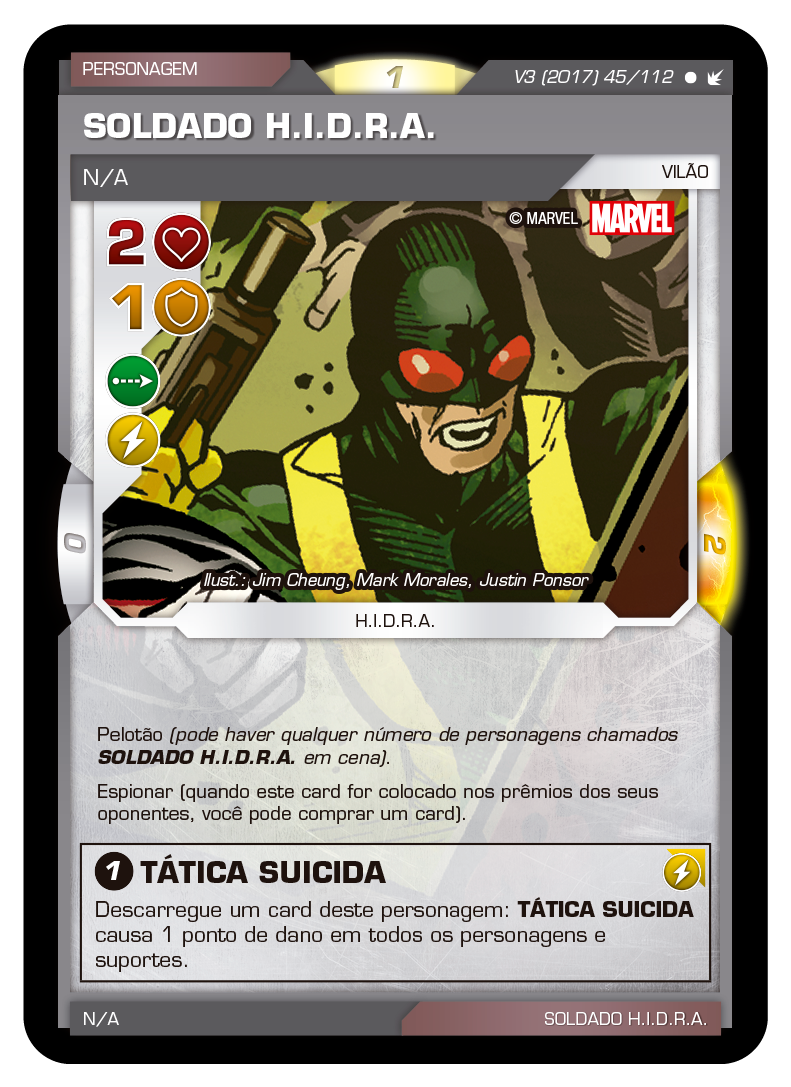 PERSONAGEM
1
V3 (2017) 45/112
SOLDADO H.I.D.R.A.
N/A
VILÃO
© MARVEL MARVEL
2
1
0
2
Ilust.: Jim Cheung, Mark Morales, Justin Ponsor
H.I.D.R.A.
Pelotão (pode haver qualquer número de personagens chamados
SOLDADO H.I.D.R.A. em cena).
Espionar (quando este card for colocado nos prêmios dos seus
oponentes, você pode comprar um card).
1 TÁTICA SUICIDA
Descarregue um card deste personagem: TÁTICA SUICIDA
causa 1 ponto de dano em todos os personagens e
suportes.
N/A
SOLDADO H.I.D.R.A.